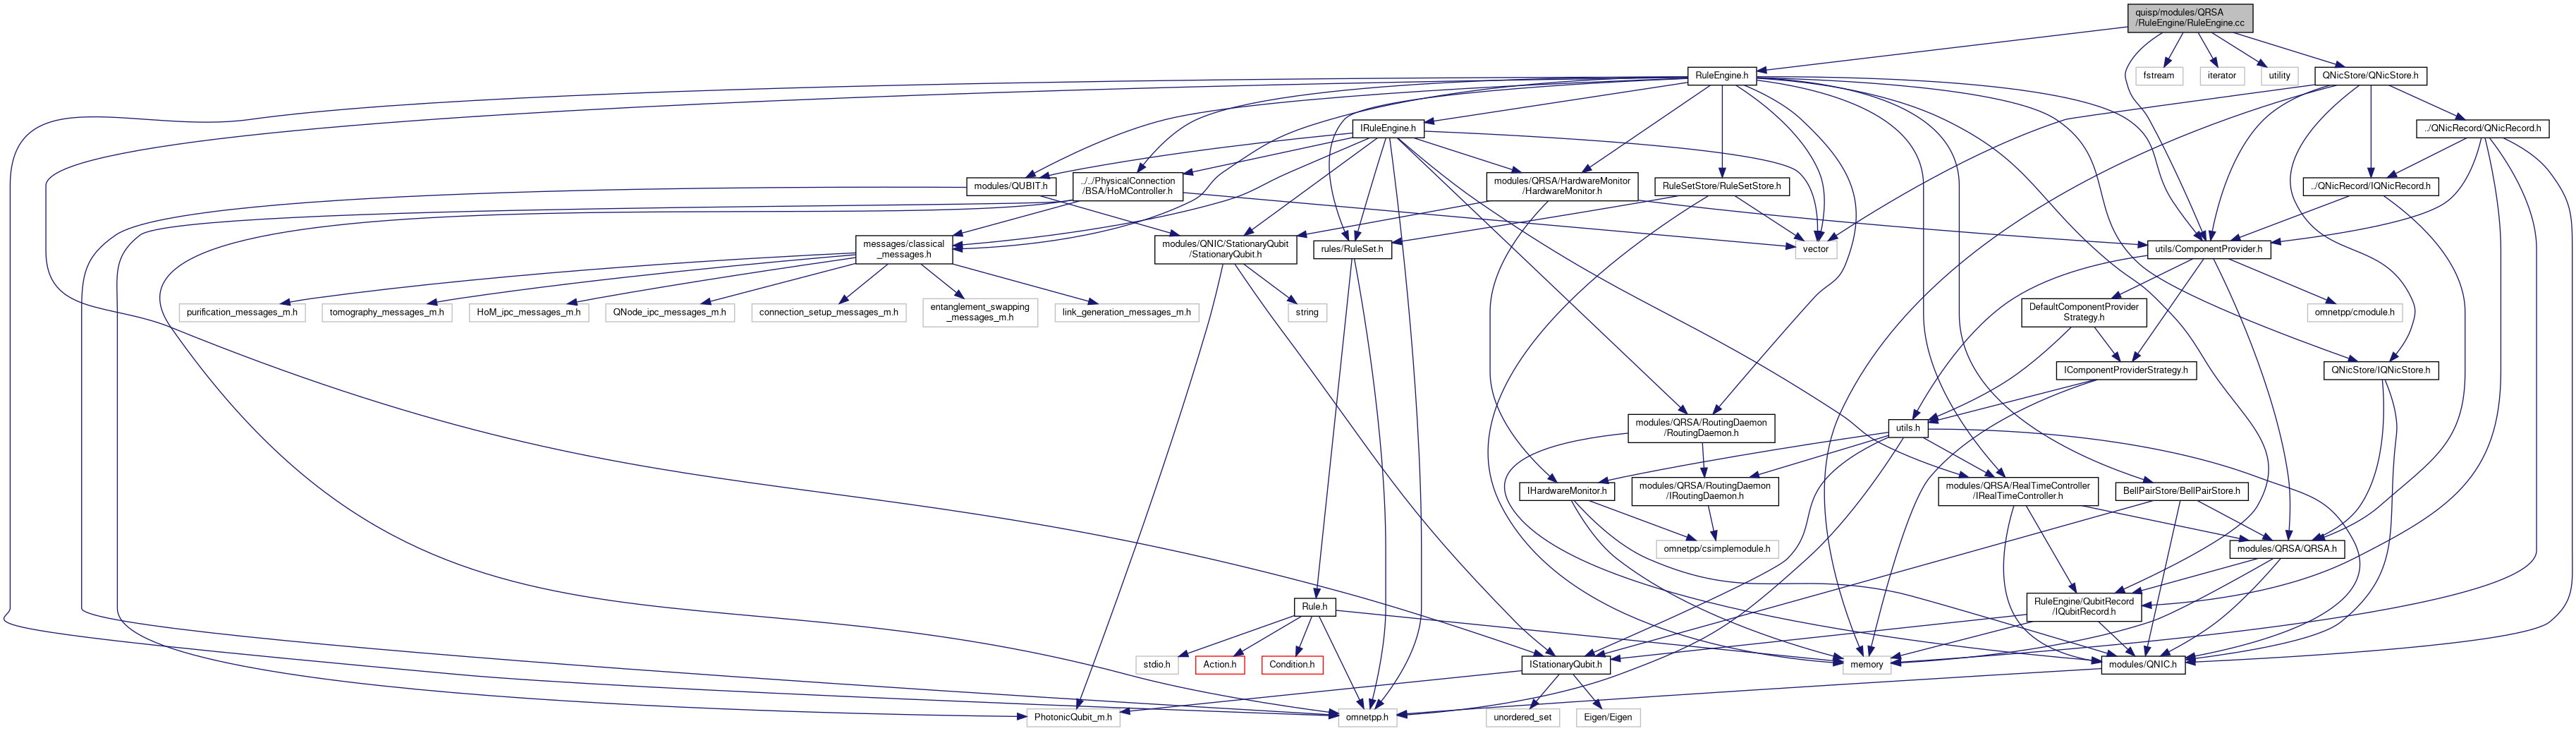 quisp/modules/QRSA
/RuleEngine/RuleEngine.cc
RuleEngine.h
fstream
iterator
utility
QNicStore/QNicStore.h
IRuleEngine.h
../QNicRecord/QNicRecord.h
modules/QUBIT.h
../../PhysicalConnection
/BSA/HoMController.h
modules/QRSA/HardwareMonitor
/HardwareMonitor.h
RuleSetStore/RuleSetStore.h
../QNicRecord/IQNicRecord.h
messages/classical
_messages.h
modules/QNIC/StationaryQubit
/StationaryQubit.h
rules/RuleSet.h
vector
utils/ComponentProvider.h
purification_messages_m.h
tomography_messages_m.h
HoM_ipc_messages_m.h
QNode_ipc_messages_m.h
connection_setup_messages_m.h
entanglement_swapping
_messages_m.h
link_generation_messages_m.h
string
DefaultComponentProvider
Strategy.h
omnetpp/cmodule.h
IComponentProviderStrategy.h
QNicStore/IQNicStore.h
modules/QRSA/RoutingDaemon
/RoutingDaemon.h
utils.h
IHardwareMonitor.h
modules/QRSA/RoutingDaemon
/IRoutingDaemon.h
modules/QRSA/RealTimeController
/IRealTimeController.h
BellPairStore/BellPairStore.h
omnetpp/csimplemodule.h
modules/QRSA/QRSA.h
Rule.h
RuleEngine/QubitRecord
/IQubitRecord.h
stdio.h
Action.h
Condition.h
IStationaryQubit.h
memory
modules/QNIC.h
PhotonicQubit_m.h
omnetpp.h
unordered_set
Eigen/Eigen